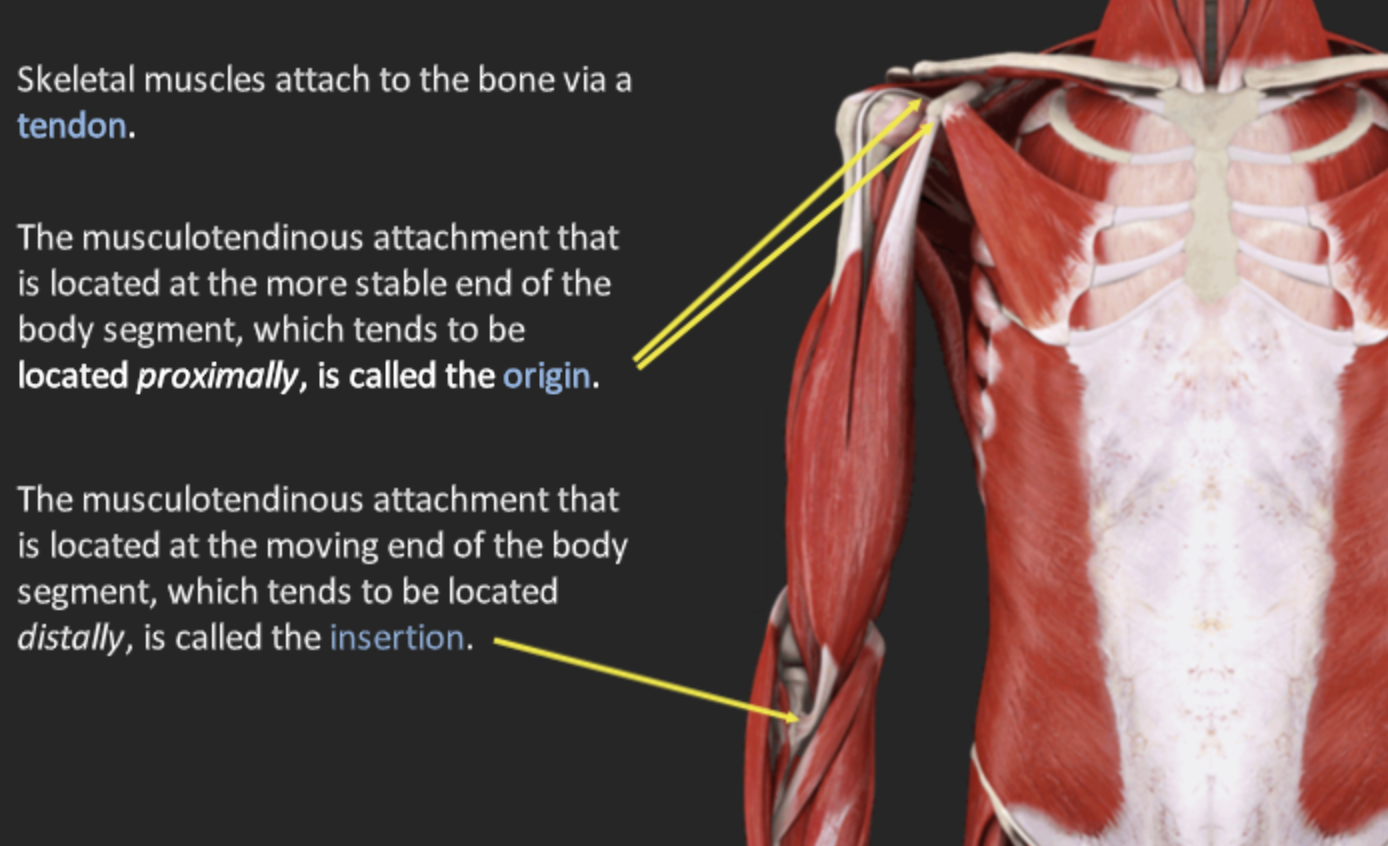 Skeletal muscles attach to the bone via a
tendon.
The musculotendinous attachment that
is located at the more stable end of the
body segment, which tends to be
located proximally, is called the origin.
The musculotendinous attachment that
is located at the moving end of the body
segment, which tends to be located
distally, is called the insertion.